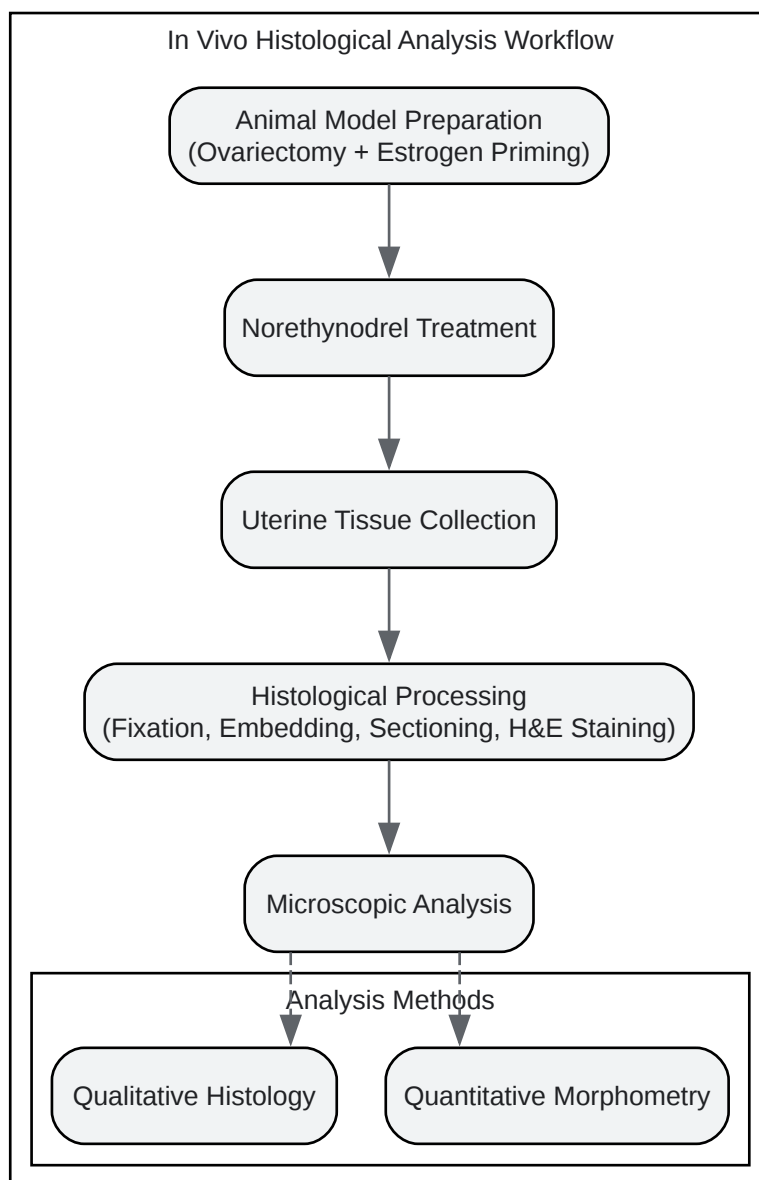 In Vivo Histological Analysis Workflow
Animal Model Preparation
(Ovariectomy + Estrogen Priming)
Norethynodrel Treatment
Uterine Tissue Collection
Histological Processing
(Fixation, Embedding, Sectioning, H&E Staining)
Microscopic Analysis
Analysis Methods
Qualitative Histology
Quantitative Morphometry